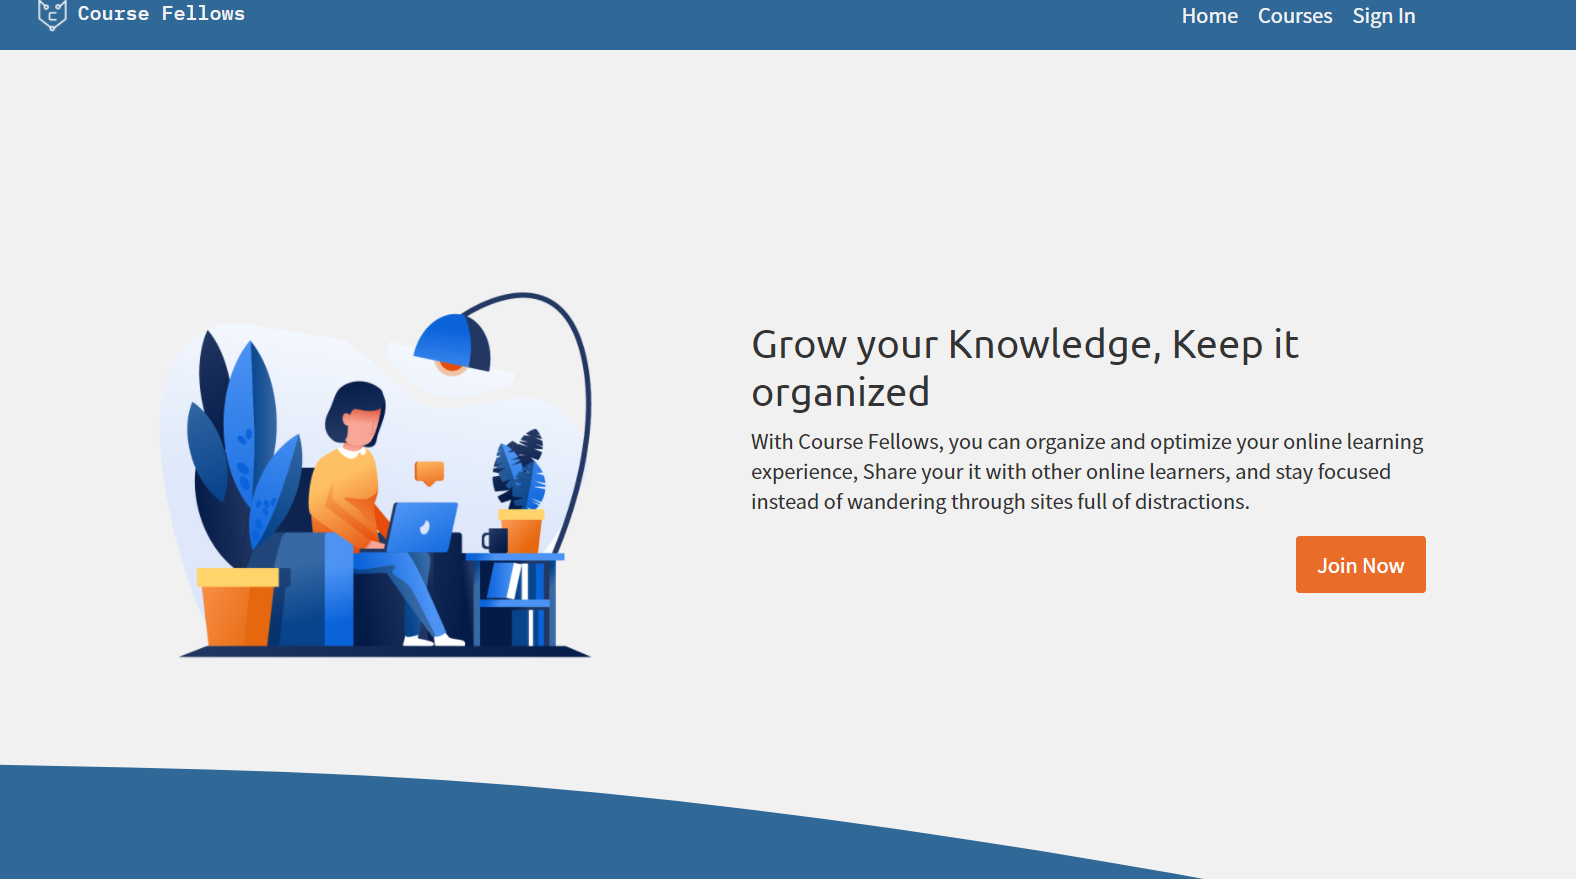 Course Fellows
Home Courses Sign In
Grow your Knowledge, Keep it
organized
With Course Fellows, you can organize and optimize your online learning
experience, Share your it with other online learners, and stay focused
instead of wandering through sites full of distractions.
Join Now